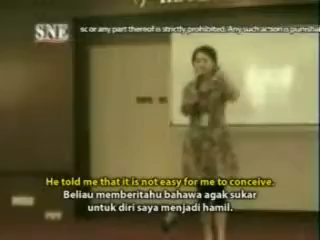 SNE
sc or any part thereof is strictly prohibited. Any such action is punishab
He told me that it is not easy for me to conceive.
Beliau memberitahu bahawa agak sukar
untuk diri saya menjadi hamil.